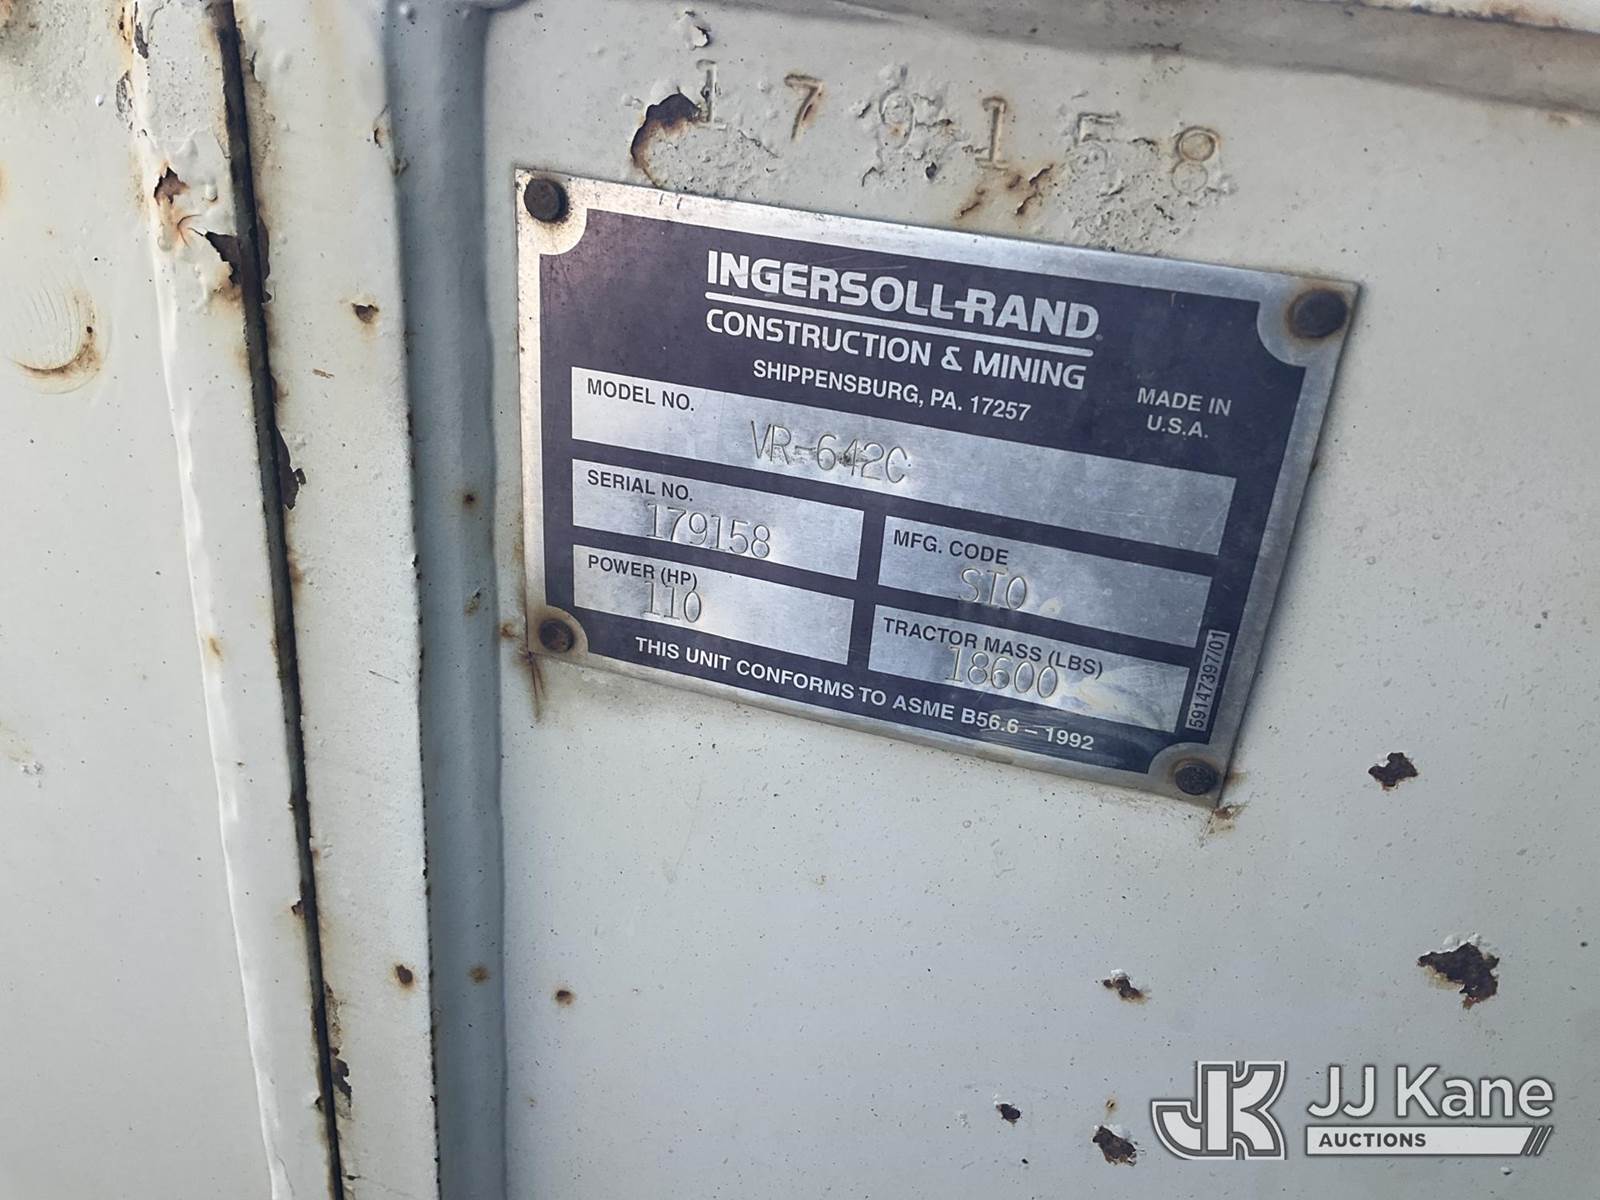 179158
INGERSOLL-RAND
CONSTRUCTION & MINING
SHIPPENSBURG, PA. 17257
MADE IN
U.S.A.
MODEL NO.
VR-642C
SERIAL NO.
179158
MFG. CODE
STO
POWER (HP)
110
TRACTOR MASS (LBS)
18600
THIS UNIT CONFORMS TO ASME B56.6 – 1992
59147397/01
JK JJ Kane
AUCTIONS